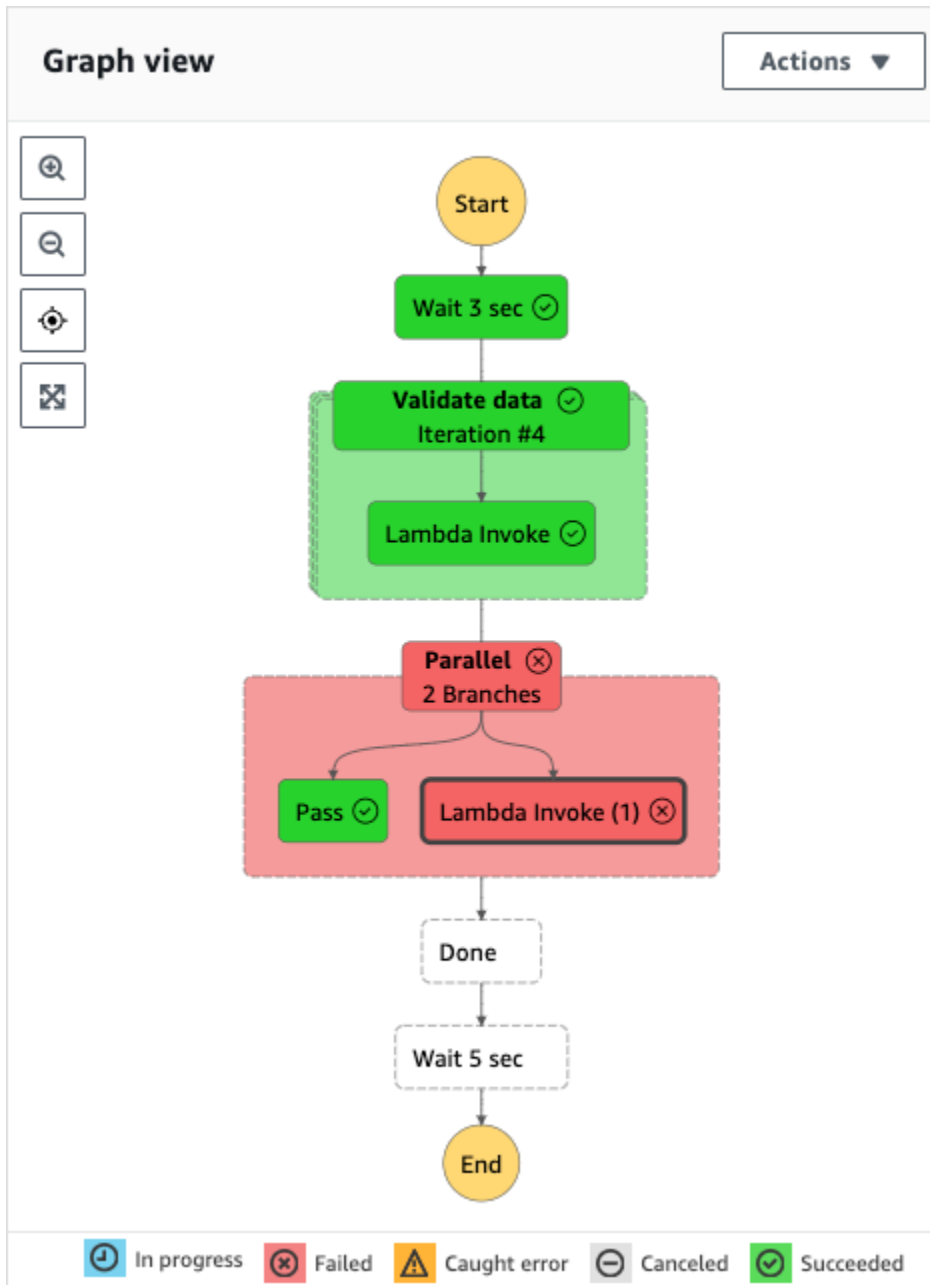 Graph view
Actions
Start
Wait 3 sec
Validate data
Iteration #4
Lambda Invoke
Parallel
2 Branches
Pass
Lambda Invoke (1)
Done
Wait 5 sec
End
In progress Failed Caught error Canceled Succeeded